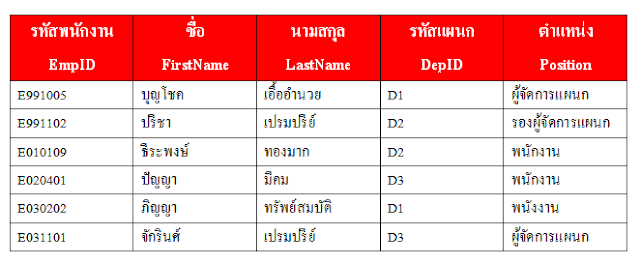 รหัสพนักงาน ชื่อ นามสกุล รหัสแผนก ตำแหน่ง
EmpID FirstName LastName DepID Position
E991005 บุญโชค เอื้ออำนวย D1 ผู้จัดการแผนก
E991102 ปรีชา เปรมปรีย์ D2 รองผู้จัดการแผนก
E010109 ธีระพงษ์ ทองมาก D2 พนักงาน
E020401 ปัญญา มีคม D3 พนักงาน
E030202 ภิญญา ทรัพย์สมบัติ D1 พนังงาน
E031101 จักรินศ์ เปรมปรีย์ D3 ผู้จัดการแผนก